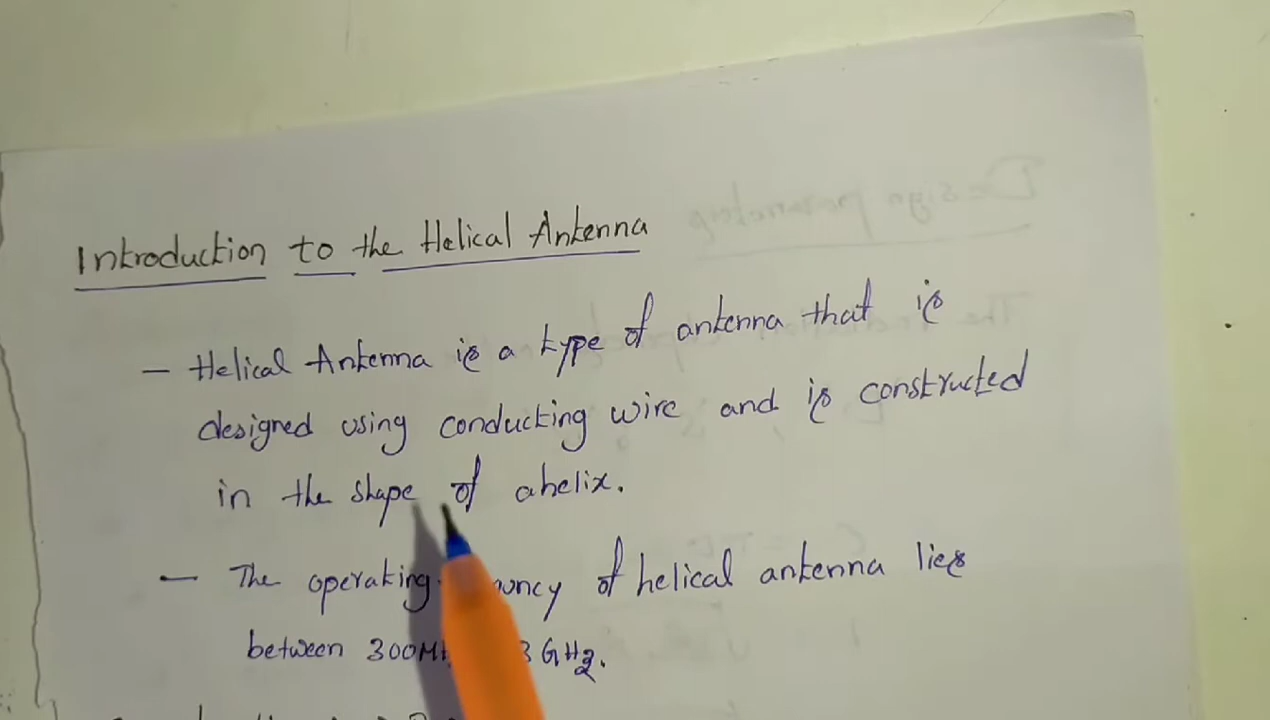 Introduction to the Helical Antenna
- Helical Antenna is a type of antenna that is
designed using conducting wire and is constructed
in the shape of ahelix.
- The operating of helical antenna lies
between 3 GHz.